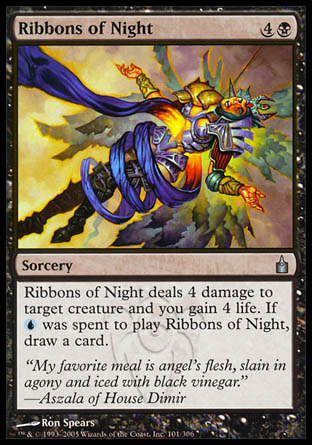 Ribbons of Night 4
Sorcery
Ribbons of Night deals 4 damage to
target creature and you gain 4 life. If
was spent to play Ribbons of Night,
draw a card.
"My favorite meal is angel's flesh, slain in
agony and iced with black vinegar."
—Aszala of House Dimir
Ron Spears
™ & © 1993–2005 Wizards of the Coast, Inc. 101/306